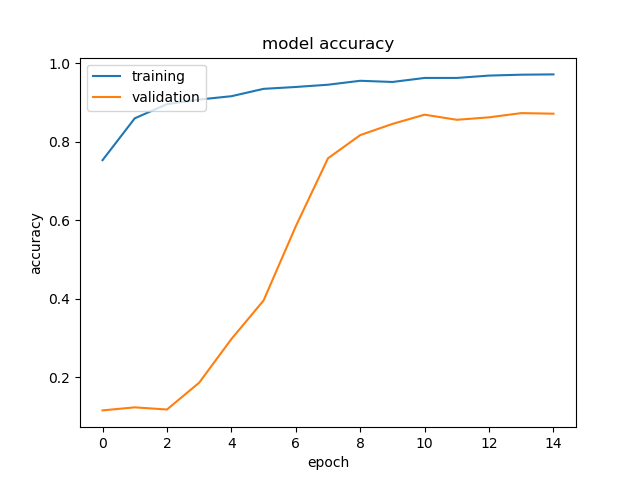 model accuracy
training
validation
1.0
0.8
0.6
0.4
0.2
accuracy
0 2 4 6 8 10 12 14
epoch